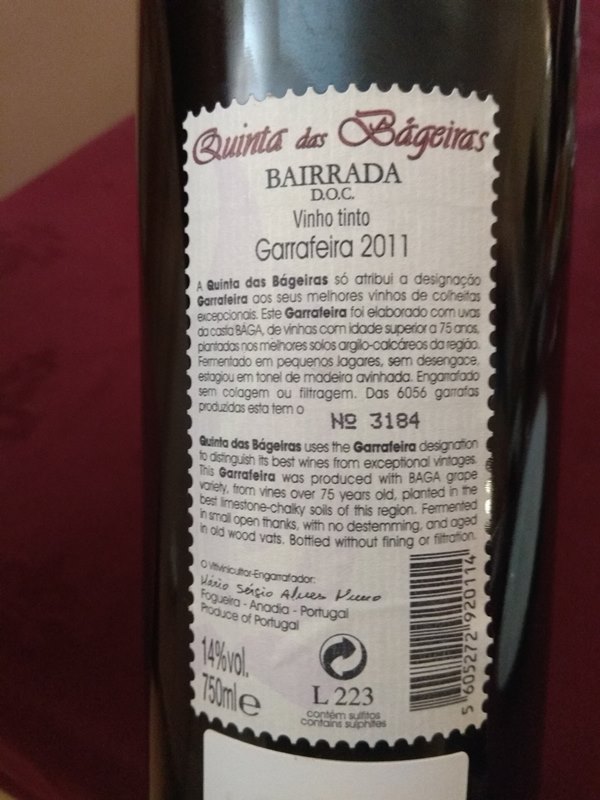 Quinta das Bágeiras
BAIRRADA
D.O.C.
Vinho tinto
Garrafeira 2011
A Quinta das Bágeiras só atribui a designação
Garrafeira aos seus melhores vinhos de colheitas
excepcionais. Este Garrafeira foi elaborado com uvas
da casta BAGA, de vinhas com idade superior a 75 anos,
plantadas nos melhores solos argilo-calcáreos da região.
Fermentado em pequenos lagares, sem desengace,
estagiou em tonel de madeira avinhada. Engarrafado
sem colagem ou filtragem. Das 6056 garrafas
produzidas esta tem o Nº 3184
Quinta das Bágeiras uses the Garrafeira designation
to distinguish its best wines from exceptional vintages.
This Garrafeira was produced with BAGA grape
variety, from vines over 75 years old, planted in the
best limestone-chalky soils of this region. Fermented
in small open thanks, with no destemming, and aged
in old wood vats. Bottled without fining or filtration.
O Vitivinicultor-Engarrafador:
Mário Sérgio Alves Nuno
Fogueira - Anadia - Portugal
Produce of Portugal
14%vol.
750ml e
L 223
contém sulfitos
contains sulphites
5 605272 920114